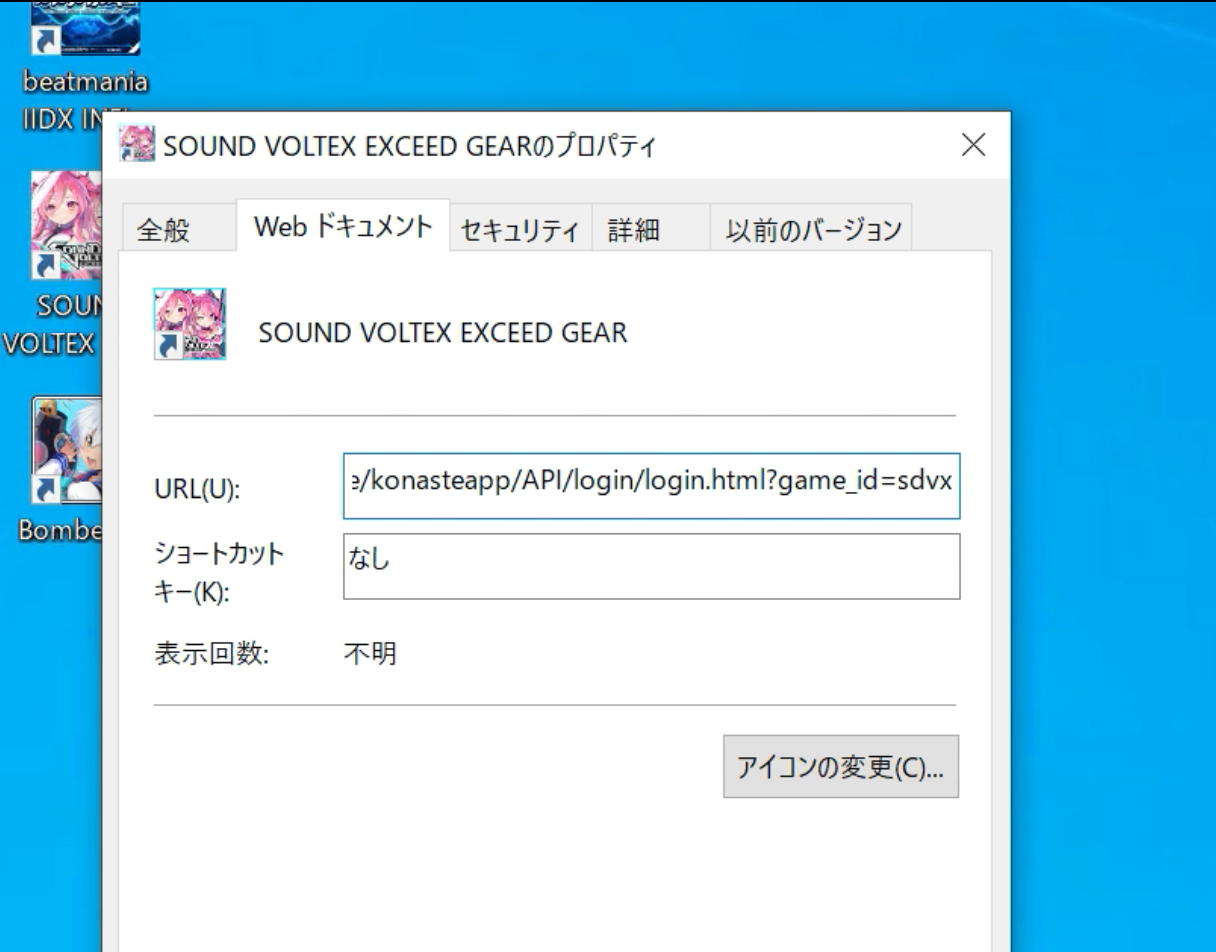 beatmania
IIDX IN
SOUND VOLTEX EXCEED GEARのプロパティ
全般
Web ドキュメント
セキュリティ
詳細
以前のバージョン
SOUND VOLTEX EXCEED GEAR
SOUN
VOLTEX
Bombe
URL(U):
e/konasteapp/API/login/login.html?game_id=sdvx
ショートカット
キー(K):
なし
表示回数:
不明
アイコンの変更(C)...